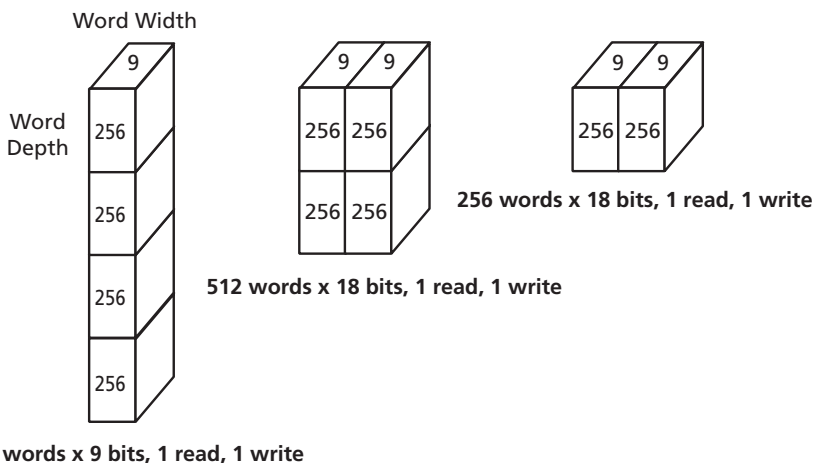 Word Width
9
9 9
9 9
Word
Depth
256
256
256
256
256 256
256 256
256 256
256 words x 18 bits, 1 read, 1 write
512 words x 18 bits, 1 read, 1 write
words x 9 bits, 1 read, 1 write